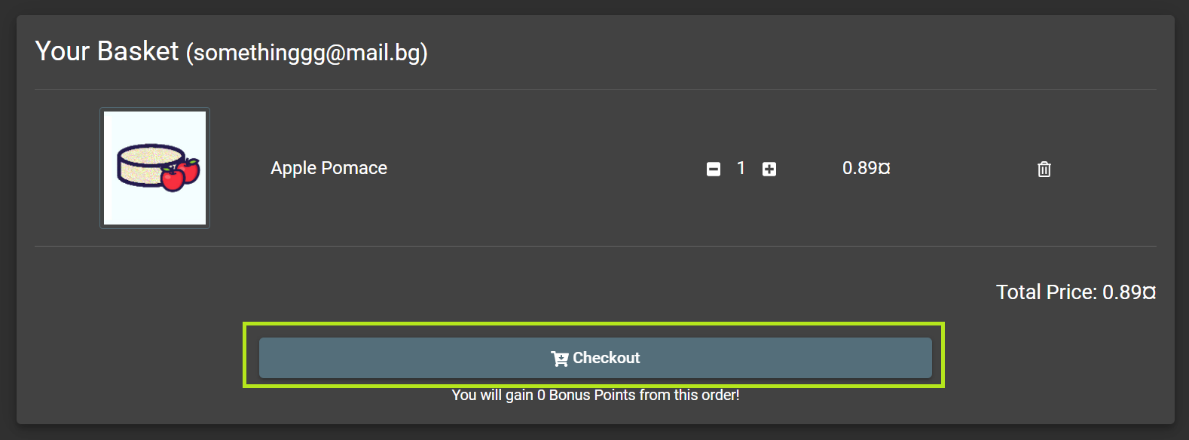 Your Basket (somethinggg@mail.bg)
Apple Pomace 1 0.89¤
Total Price: 0.89¤
Checkout
You will gain 0 Bonus Points from this order!